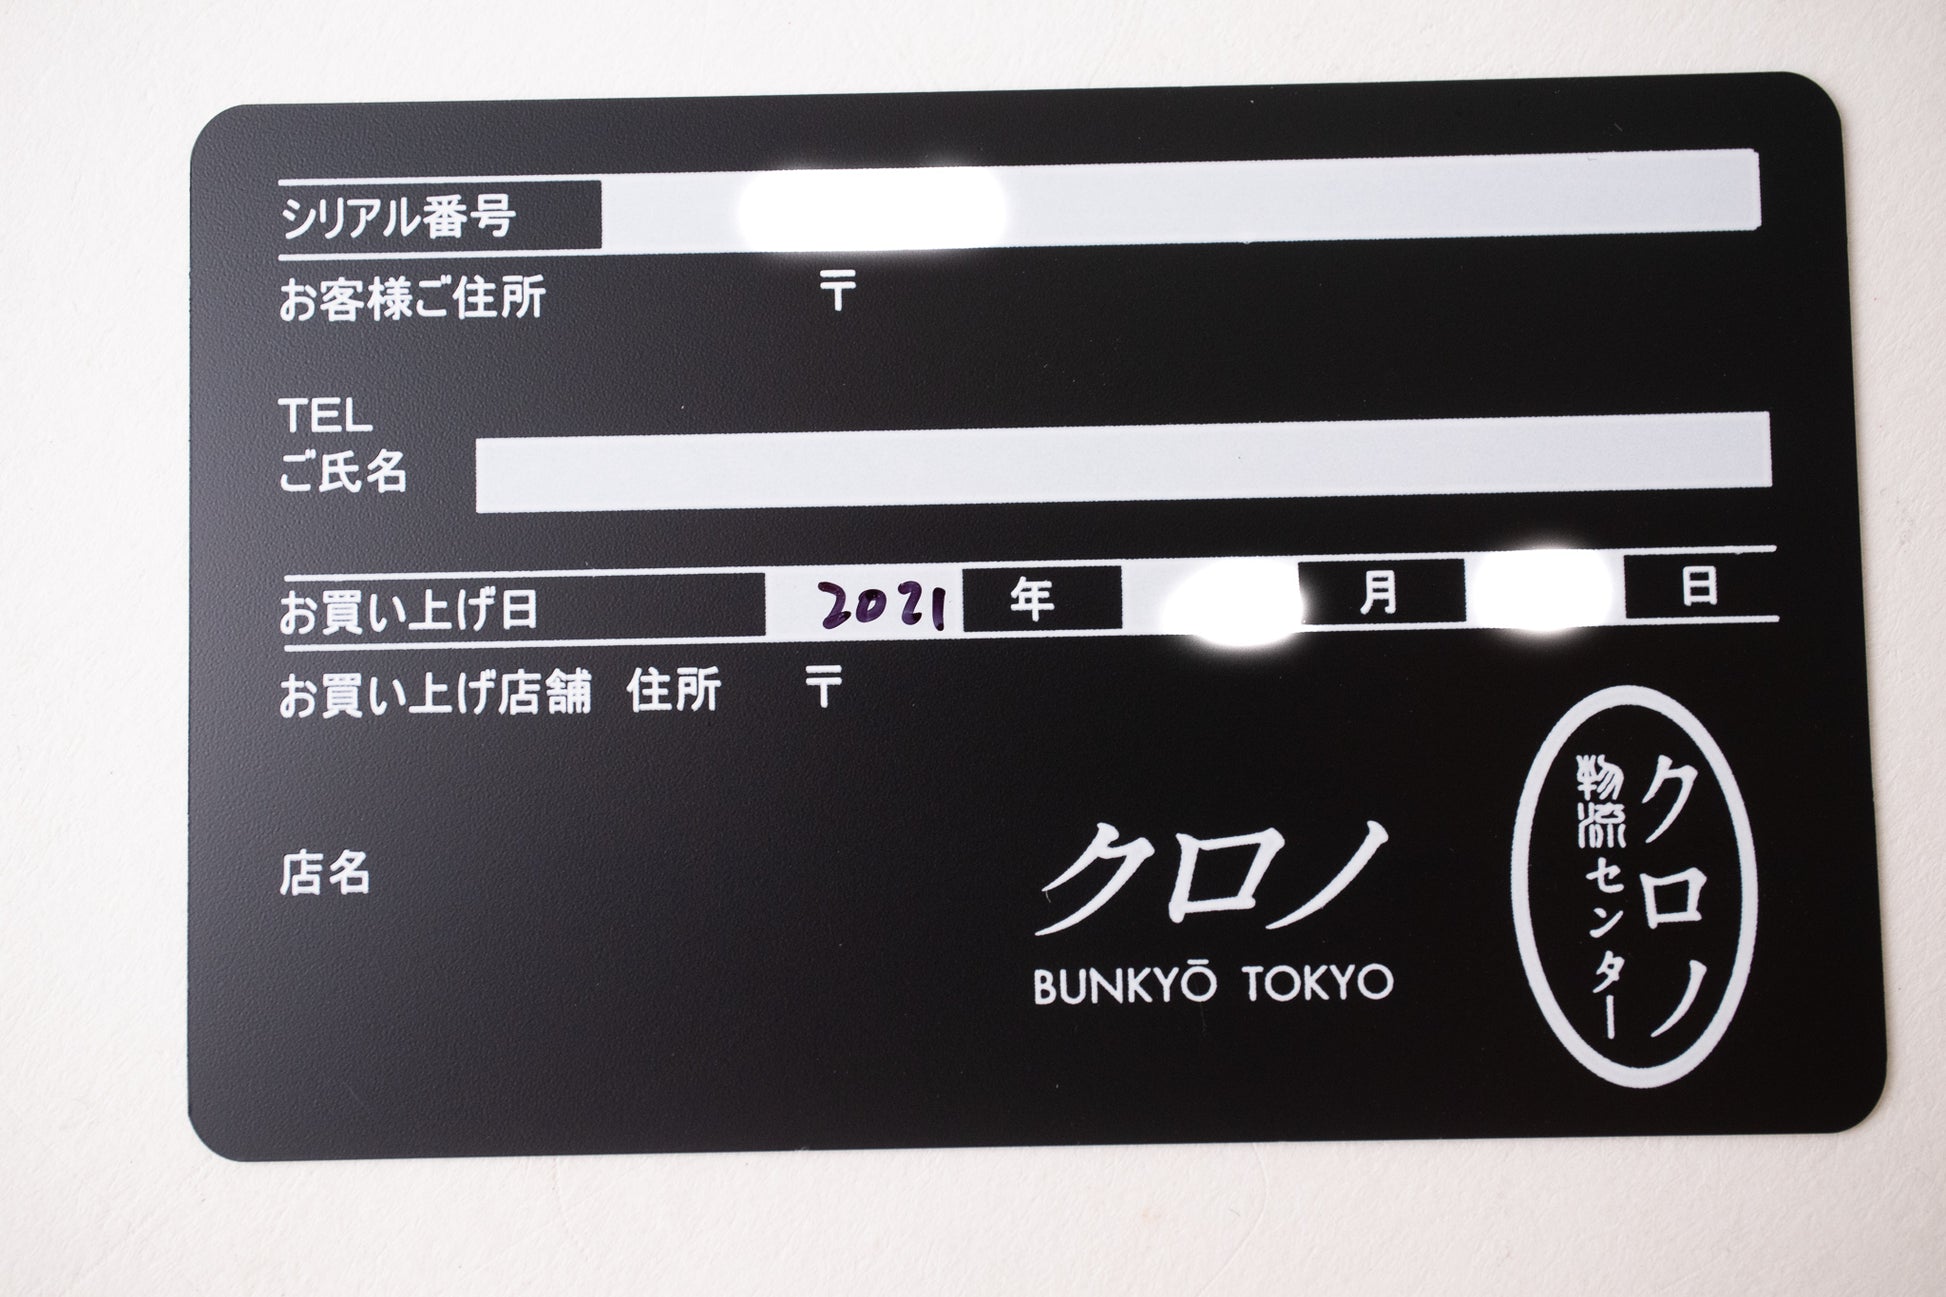 シリアル番号
お客様ご住所 〒
TEL
ご氏名
お買い上げ日 2021 年 月 日
お買い上げ店舗 住所 〒
店名
クロノ
BUNKYŌ TOKYO
クロノ
物流センター